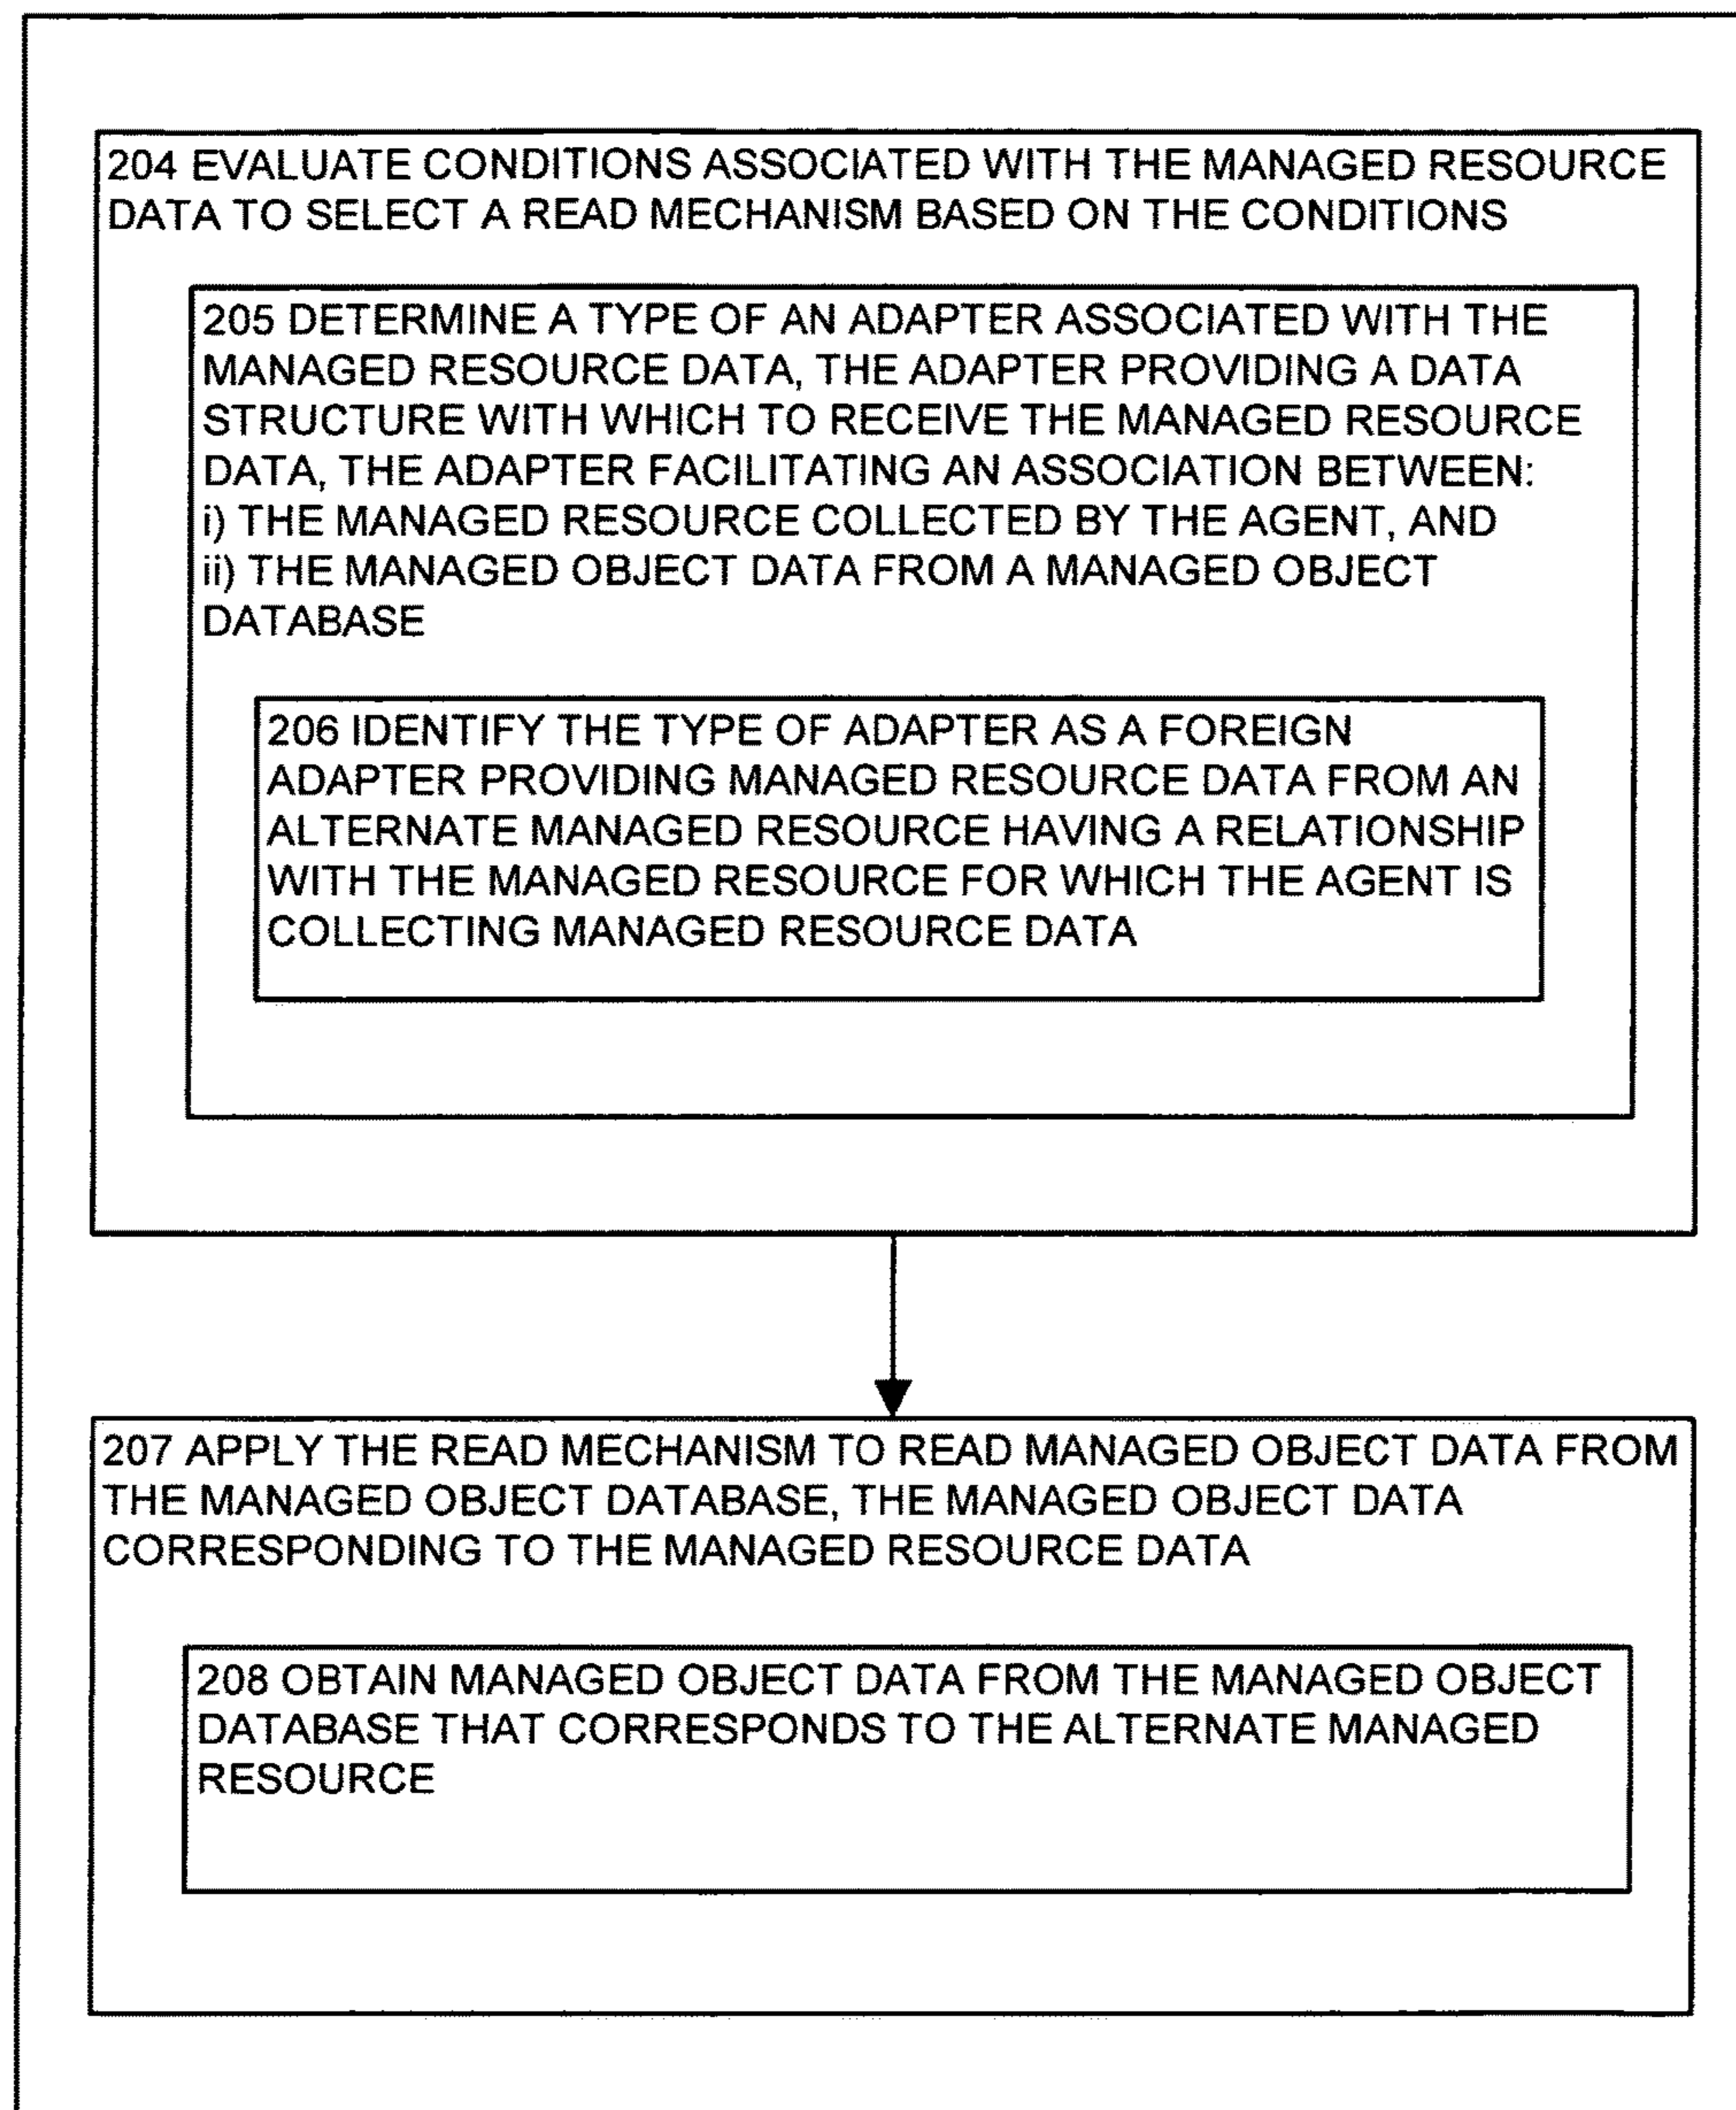 204 EVALUATE CONDITIONS ASSOCIATED WITH THE MANAGED RESOURCE
DATA TO SELECT A READ MECHANISM BASED ON THE CONDITIONS
205 DETERMINE A TYPE OF AN ADAPTER ASSOCIATED WITH THE
MANAGED RESOURCE DATA, THE ADAPTER PROVIDING A DATA
STRUCTURE WITH WHICH TO RECEIVE THE MANAGED RESOURCE
DATA, THE ADAPTER FACILITATING AN ASSOCIATION BETWEEN:
i) THE MANAGED RESOURCE COLLECTED BY THE AGENT, AND
ii) THE MANAGED OBJECT DATA FROM A MANAGED OBJECT
DATABASE
206 IDENTIFY THE TYPE OF ADAPTER AS A FOREIGN
ADAPTER PROVIDING MANAGED RESOURCE DATA FROM AN
ALTERNATE MANAGED RESOURCE HAVING A RELATIONSHIP
WITH THE MANAGED RESOURCE FOR WHICH THE AGENT IS
COLLECTING MANAGED RESOURCE DATA
207 APPLY THE READ MECHANISM TO READ MANAGED OBJECT DATA FROM
THE MANAGED OBJECT DATABASE, THE MANAGED OBJECT DATA
CORRESPONDING TO THE MANAGED RESOURCE DATA
208 OBTAIN MANAGED OBJECT DATA FROM THE MANAGED OBJECT
DATABASE THAT CORRESPONDS TO THE ALTERNATE MANAGED
RESOURCE